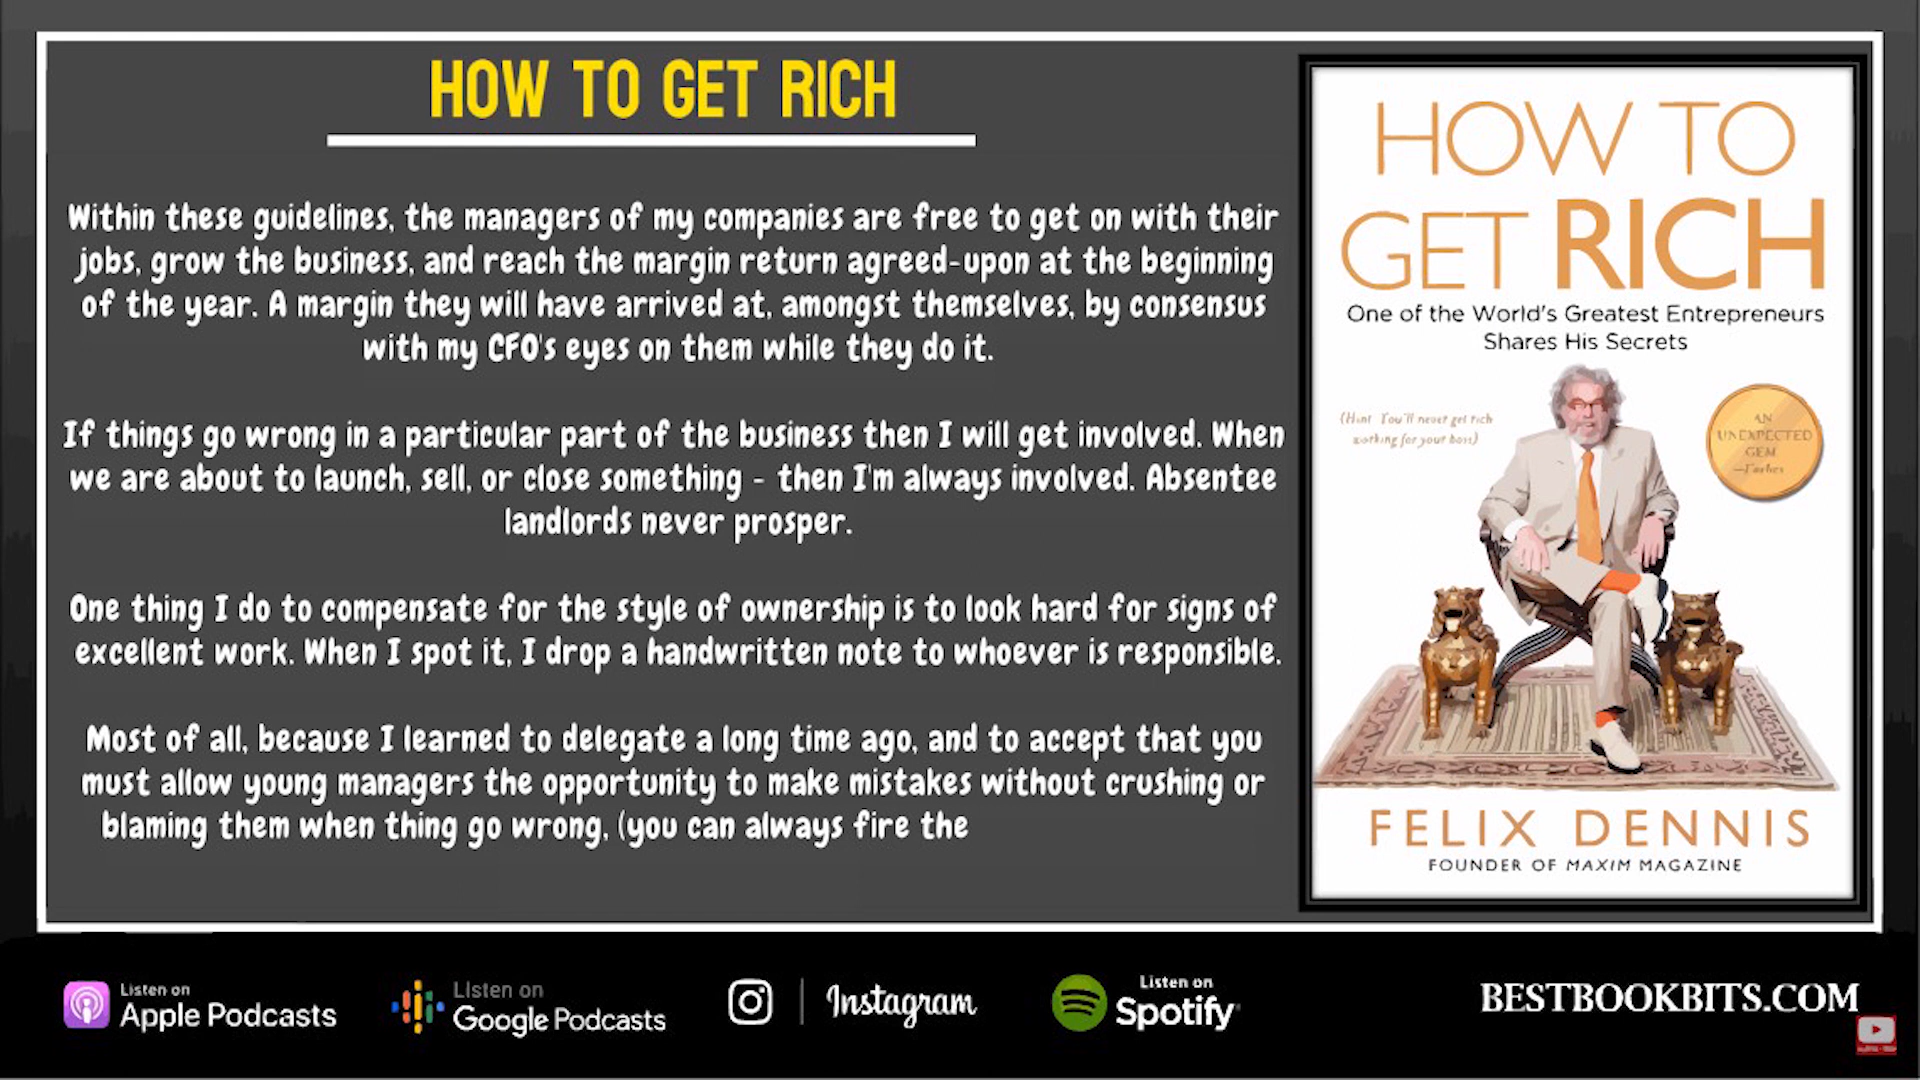 HOW TO GET RICH
Within these guidelines, the managers of my companies are free to get on with their
jobs, grow the business, and reach the margin return agreed-upon at the beginning
of the year. A margin they will have arrived at, amongst themselves, by consensus
with my CFO's eyes on them while they do it.
If things go wrong in a particular part of the business then I will get involved. When
we are about to launch, sell, or close something - then I'm always involved. Absentee
landlords never prosper.
One thing I do to compensate for the style of ownership is to look hard for signs of
excellent work. When I spot it, I drop a handwritten note to whoever is responsible.
Most of all, because I learned to delegate a long time ago, and to accept that you
must allow young managers the opportunity to make mistakes without crushing or
blaming them when thing go wrong, (you can always fire the
HOW TO
GET RICH
One of the World's Greatest Entrepreneurs
Shares His Secrets
(Hint You'll never get rich
working for your boss)
AN
UNEXPECTED
GEM
—Forbes
FELIX DENNIS
FOUNDER OF MAXIM MAGAZINE
Listen on
Apple Podcasts
Listen on
Google Podcasts
Instagram
Listen on
Spotify
BESTBOOKBITS.COM